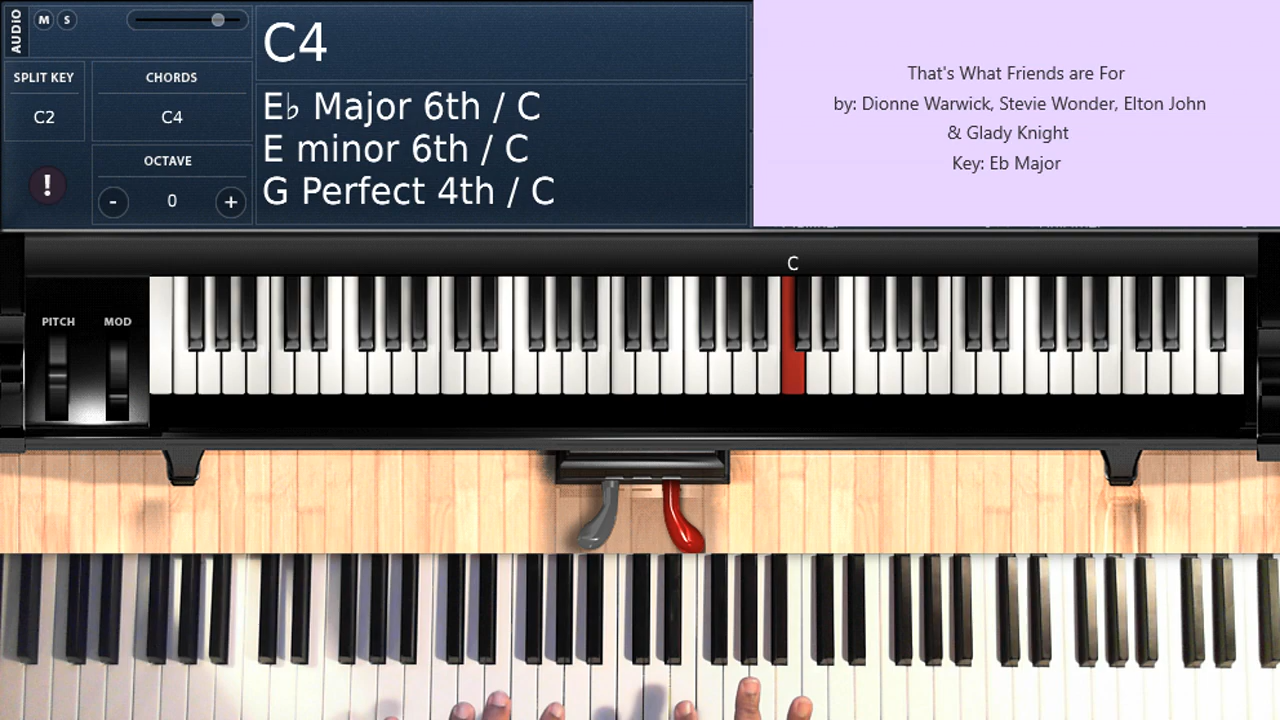 AUDIO
M S
SPLIT KEY
C2
CHORDS
C4
OCTAVE
- 0 +
!
C4
E♭ Major 6th / C
E minor 6th / C
G Perfect 4th / C
That's What Friends are For
by: Dionne Warwick, Stevie Wonder, Elton John
& Glady Knight
Key: Eb Major
C
PITCH MOD